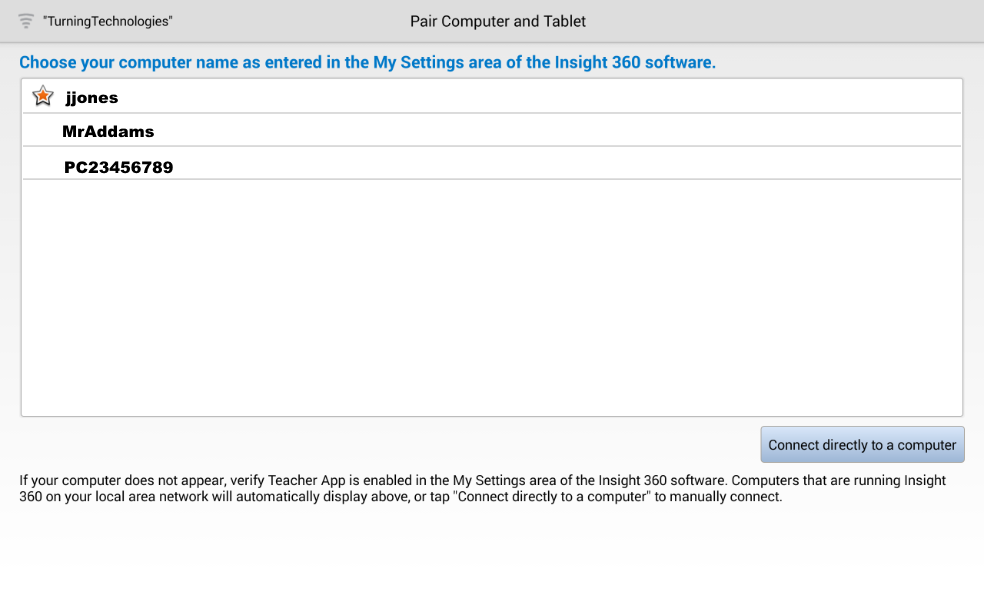 "TurningTechnologies"
Pair Computer and Tablet
Choose your computer name as entered in the My Settings area of the Insight 360 software.
jjones
MrAddams
PC23456789
Connect directly to a computer
If your computer does not appear, verify Teacher App is enabled in the My Settings area of the Insight 360 software. Computers that are running Insight
360 on your local area network will automatically display above, or tap "Connect directly to a computer" to manually connect.